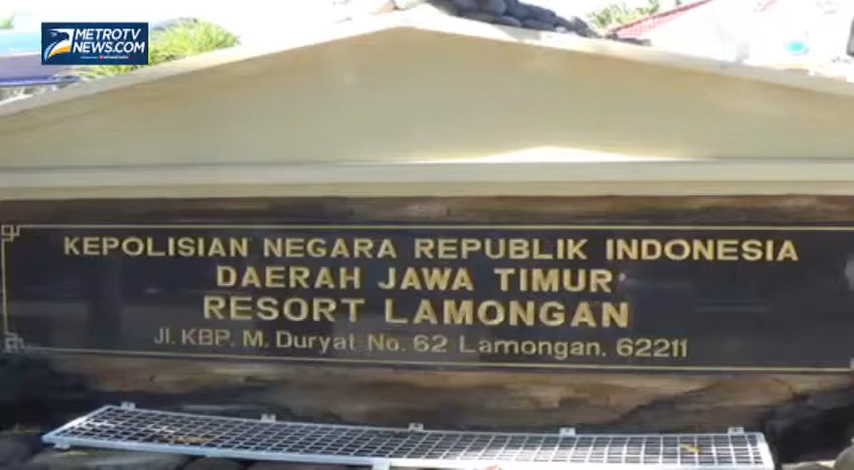 METROTV
NEWS.COM
KEPOLISIAN NEGARA REPUBLIK INDONESIA
DAERAH JAWA TIMUR
RESORT LAMONGAN
Jl. KBP. M. Duryat No. 62 Lamongan. 62211